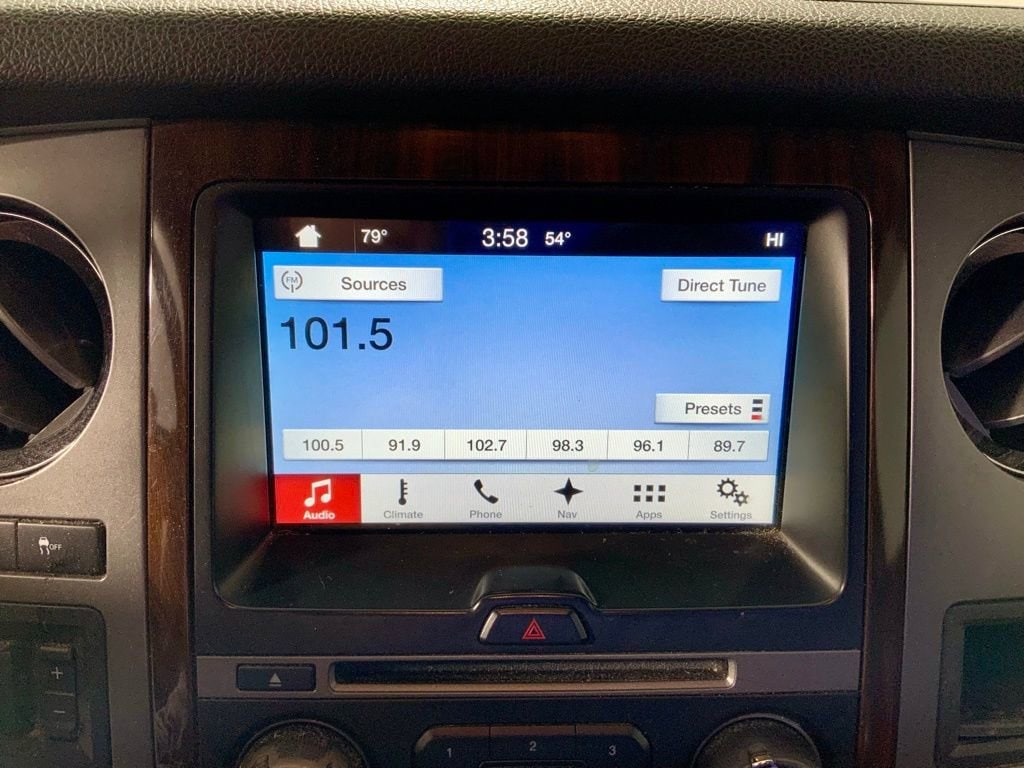 79° 3:58 54° HI
FM Sources Direct Tune
101.5
Presets
100.5 91.9 102.7 98.3 96.1 89.7
Audio Climate Phone Nav Apps Settings
OFF
+
−
1 2 3